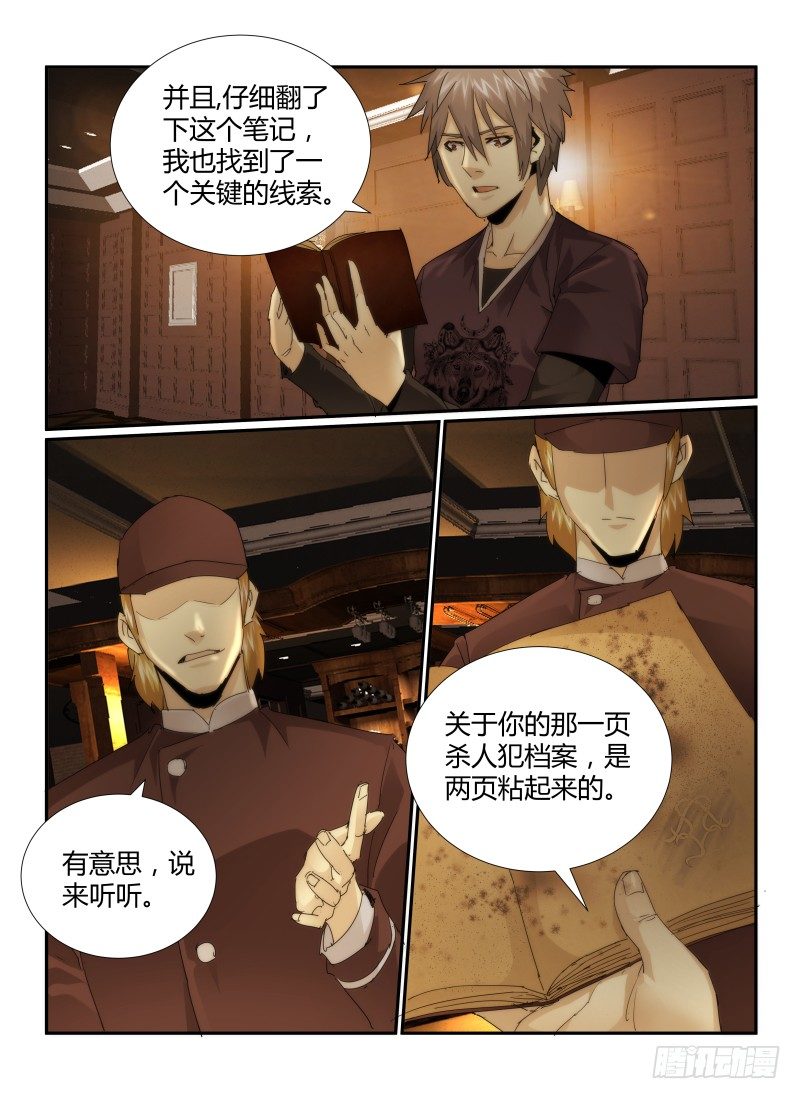 并且,仔细翻了
下这个笔记，
我也找到了一
个关键的线索。
有意思，说
来听听。
关于你的那一页
杀人犯档案，是
两页粘起来的。
腾讯动漫